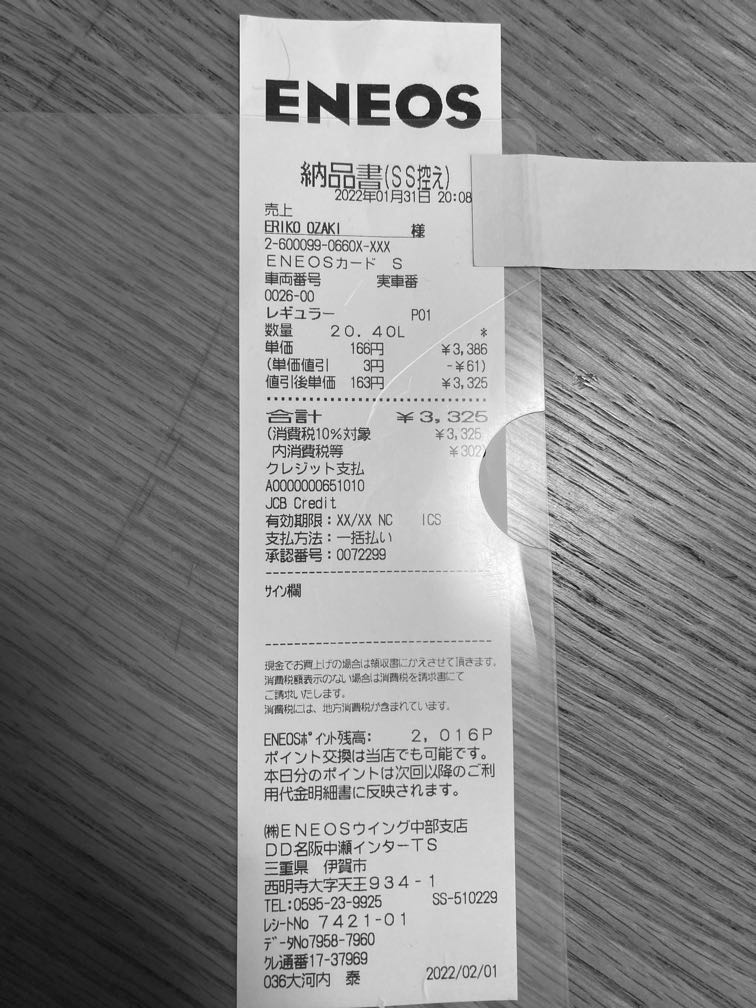 ENEOS
納品書(SS控え)
2022年01月31日 20:08
売上
ERIKO OZAKI 様
2-600099-0660X-XXX
ENEOSカード S
車両番号 実車番
0026-00
レギュラー P01
数量 20.40L *
単価 166円 ¥3,386
(単価値引 3円 -¥61)
値引後単価 163円 ¥3,325
合計 ¥3,325
(消費税10%対象 ¥3,325
内消費税等 ¥302)
クレジット支払
A0000000651010
JCB Credit
有効期限:XX/XX NC ICS
支払方法:一括払い
承認番号:0072299
サイン欄
現金でお買上げの場合は領収書にかえさせて頂きます。
消費税額表示のない場合は消費税を請求書にて
ご請求いたします。
消費税には、地方消費税が含まれています。
ENEOSポイント残高: 2,016P
ポイント交換は当店でも可能です。
本日分のポイントは次回以降のご利
用代金明細書に反映されます。
㈱ENEOSウイング中部支店
DD名阪中瀬インターTS
三重県 伊賀市
西明寺大字天王934-1
TEL:0595-23-9925 SS-510229
レシートNo 7421-01
データNo7958-7960
クレ通番17-37969
036大河内 泰 2022/02/01